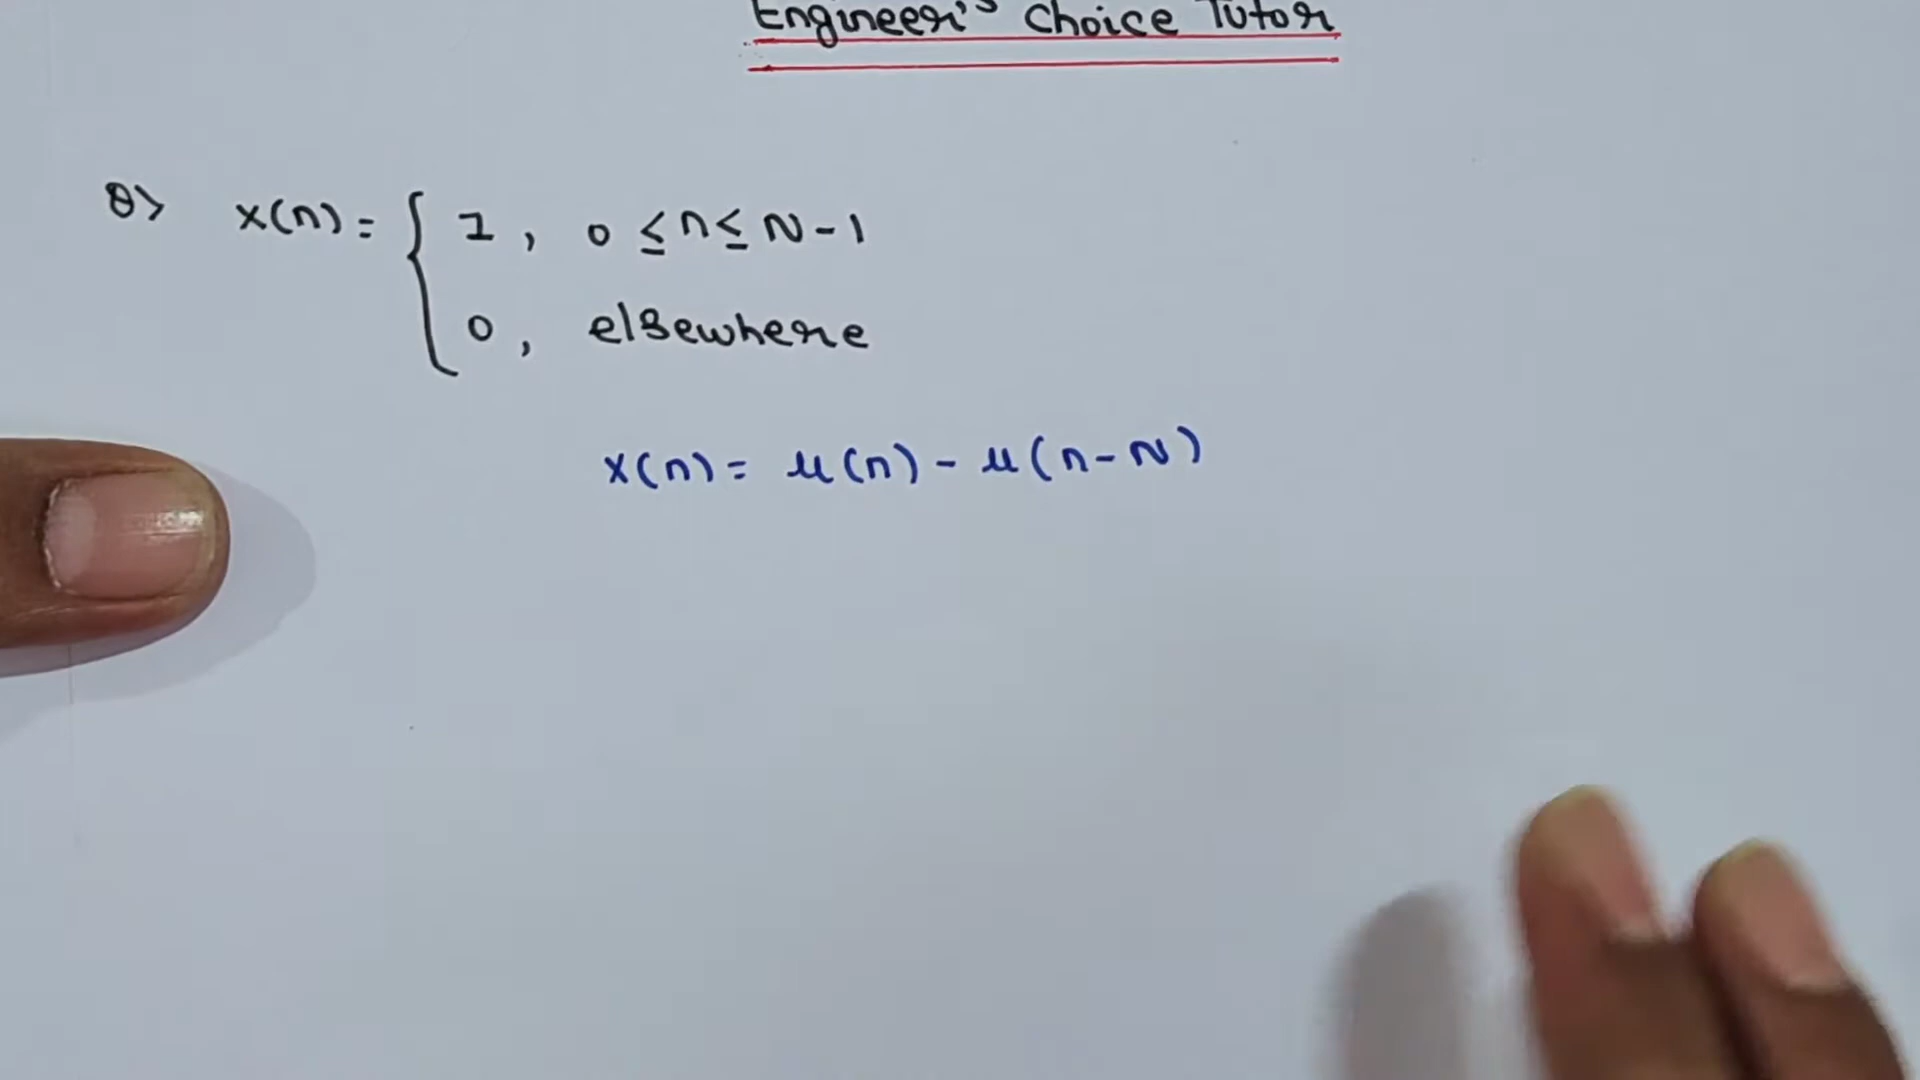 Engineer's Choice Tutor
Q> x(n) = { 1, 0 ≤ n ≤ N-1
0, elsewhere
x(n) = u(n) - u(n-N)